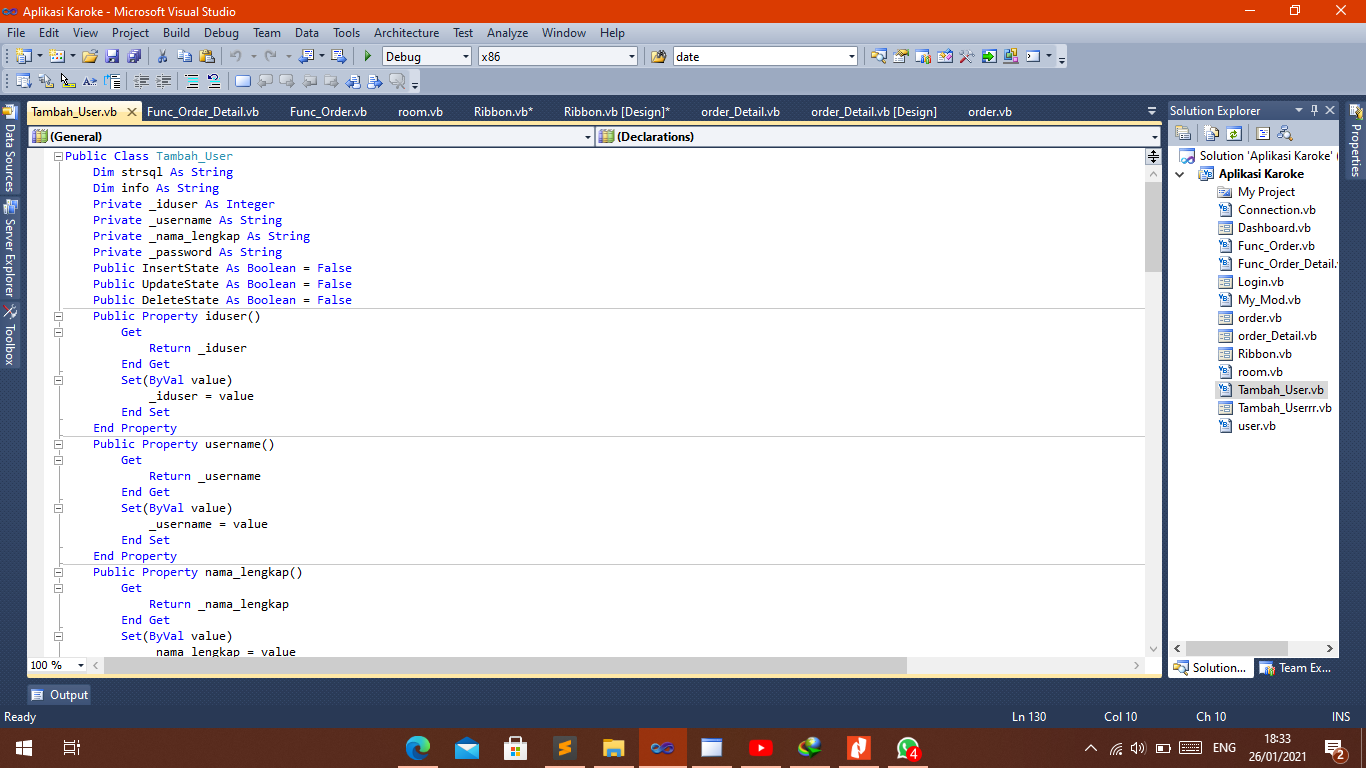 Aplikasi Karoke - Microsoft Visual Studio
File Edit View Project Build Debug Team Data Tools Architecture Test Analyze Window Help
Debug x86 date
Tambah_User.vb Func_Order_Detail.vb Func_Order.vb room.vb Ribbon.vb* Ribbon.vb [Design]* order_Detail.vb order_Detail.vb [Design] order.vb
(General) (Declarations)
Public Class Tambah_User
Dim strsql As String
Dim info As String
Private _iduser As Integer
Private _username As String
Private _nama_lengkap As String
Private _password As String
Public InsertState As Boolean = False
Public UpdateState As Boolean = False
Public DeleteState As Boolean = False
Public Property iduser()
Get
Return _iduser
End Get
Set(ByVal value)
_iduser = value
End Set
End Property
Public Property username()
Get
Return _username
End Get
Set(ByVal value)
_username = value
End Set
End Property
Public Property nama_lengkap()
Get
Return _nama_lengkap
End Get
Set(ByVal value)
_nama_lengkap = value
100 %
Data Sources
Server Explorer
Toolbox
Solution Explorer
Solution 'Aplikasi Karoke' (
Aplikasi Karoke
My Project
Connection.vb
Dashboard.vb
Func_Order.vb
Func_Order_Detail.v
Login.vb
My_Mod.vb
order.vb
order_Detail.vb
Ribbon.vb
room.vb
Tambah_User.vb
Tambah_Userrr.vb
user.vb
Solution... Team Ex...
Properties
Output
Ready Ln 130 Col 10 Ch 10 INS
4
ENG
18:33
26/01/2021
2